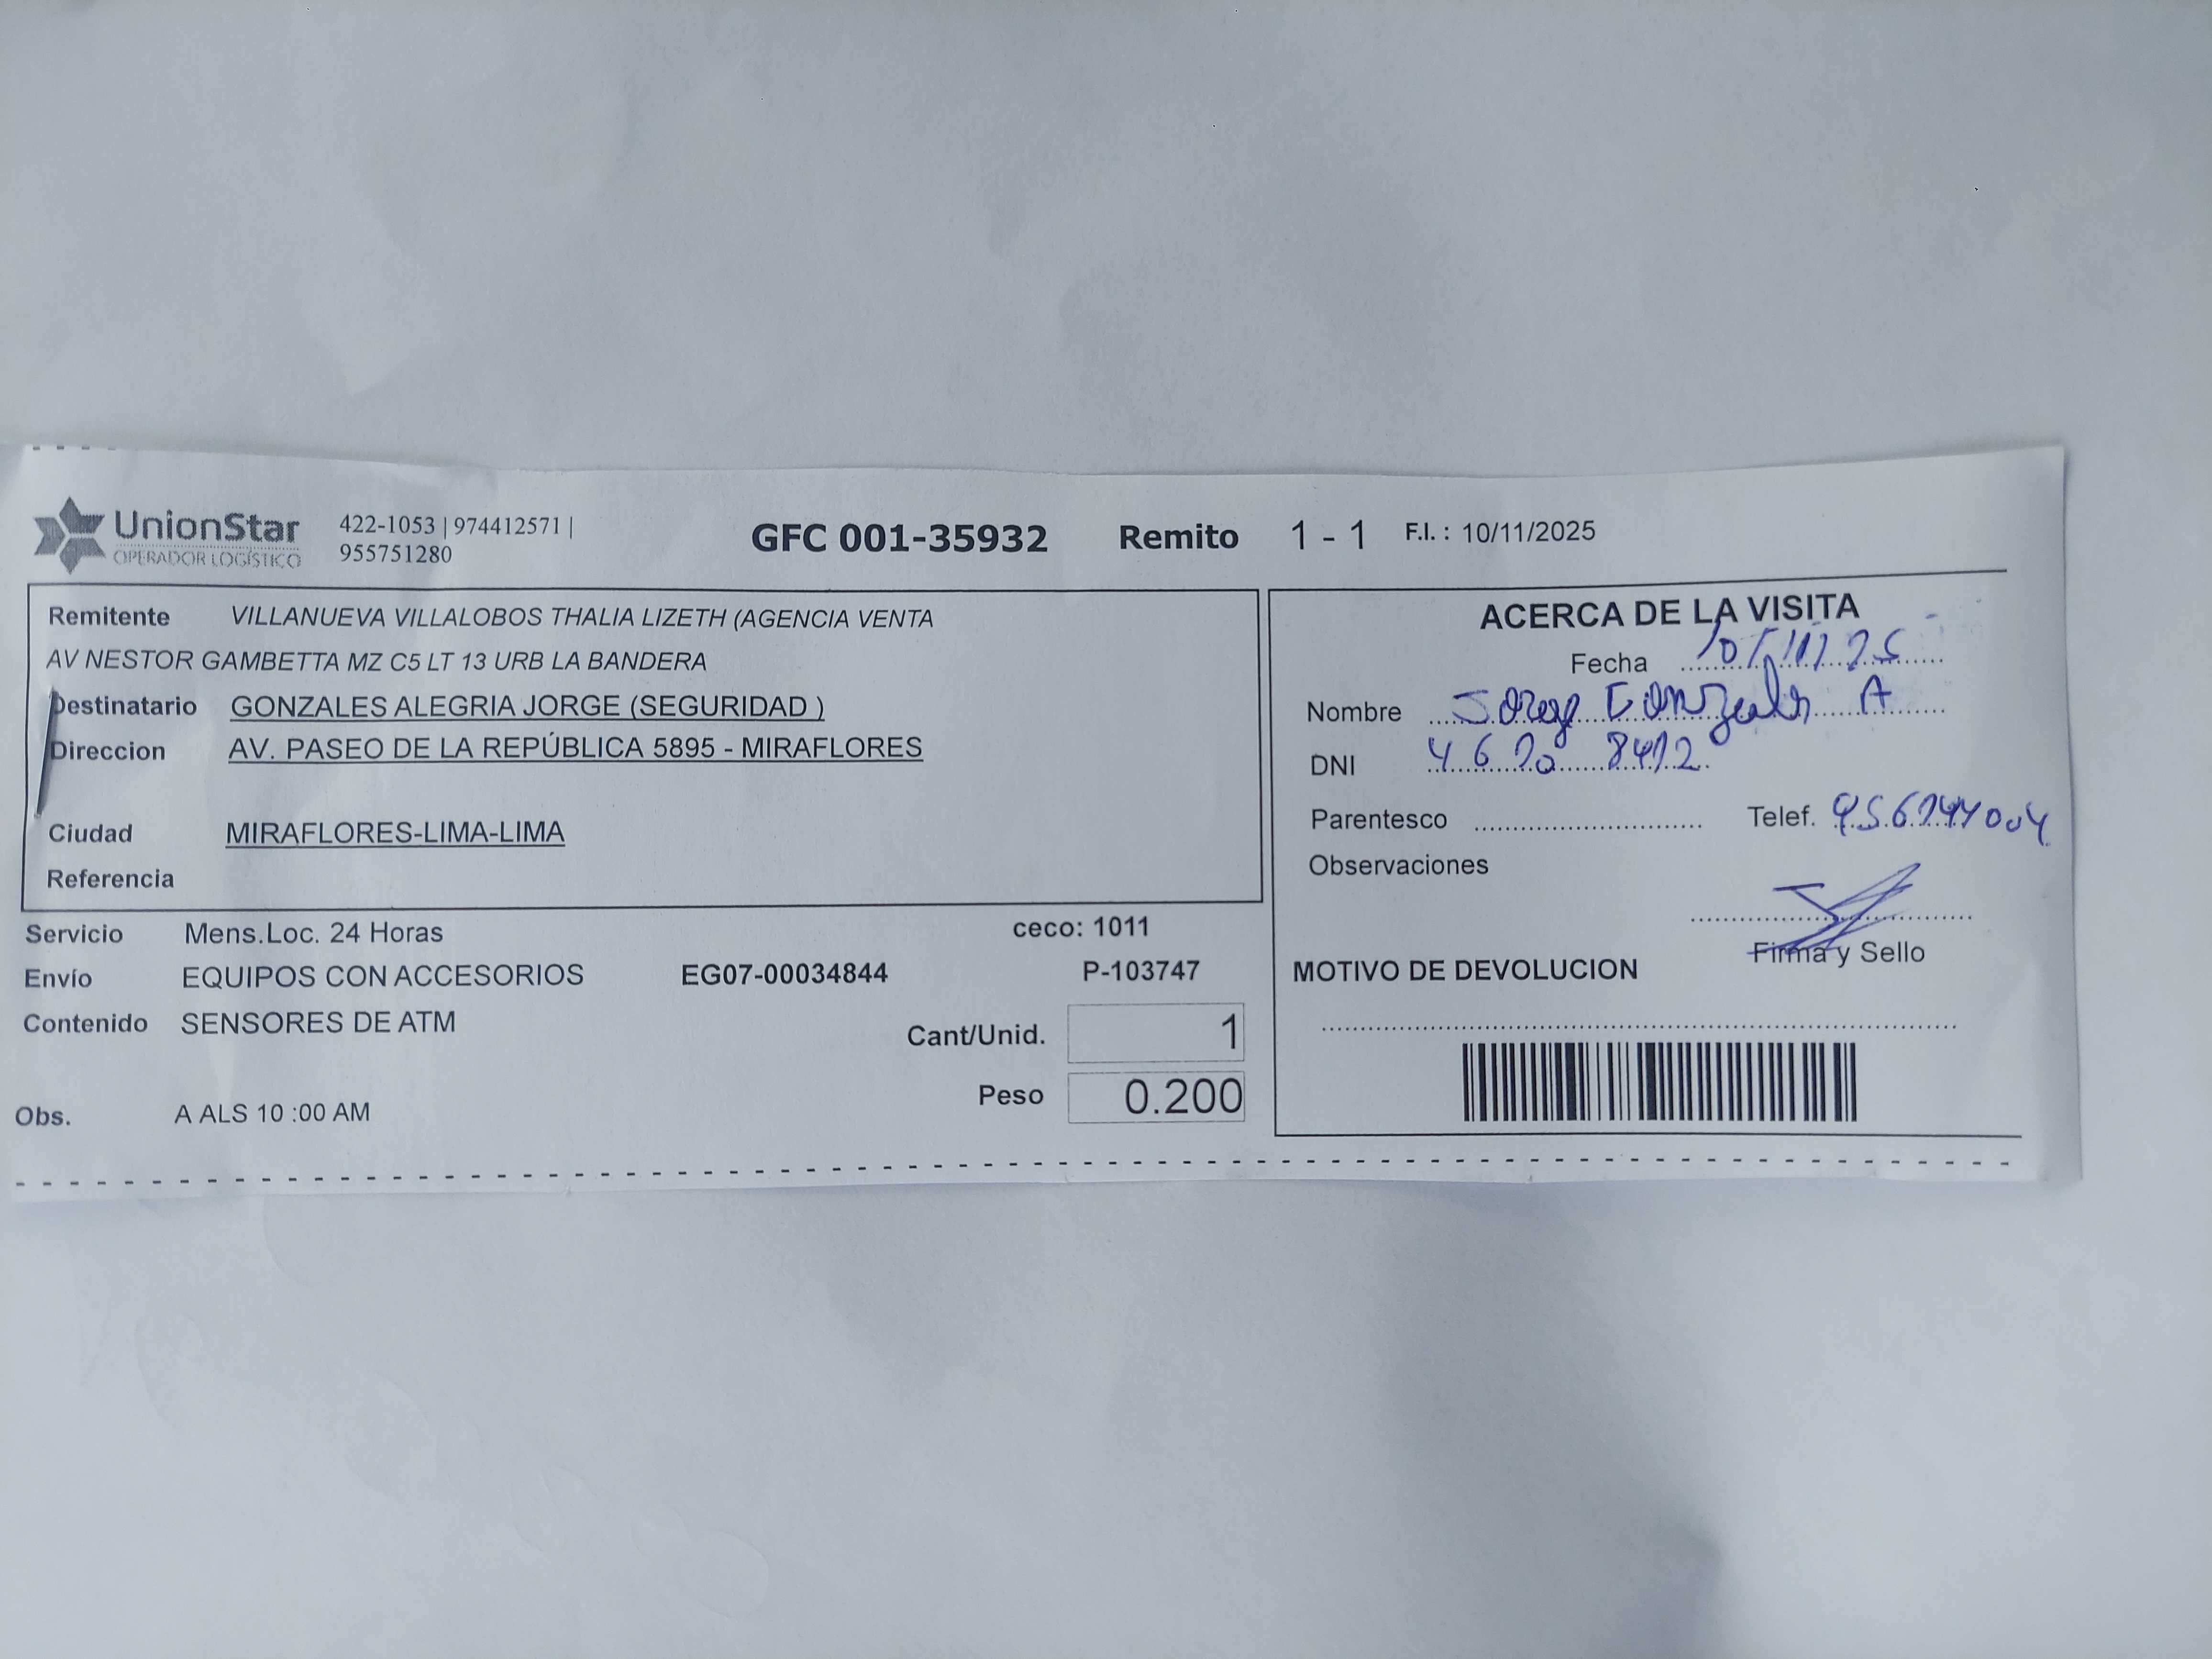 UnionStar
OPERADOR LOGÍSTICO
422-1053 | 974412571 |
955751280
GFC 001-35932 Remito 1 - 1 F.I. : 10/11/2025
Remitente VILLANUEVA VILLALOBOS THALIA LIZETH (AGENCIA VENTA
AV NESTOR GAMBETTA MZ C5 LT 13 URB LA BANDERA
Destinatario GONZALES ALEGRIA JORGE (SEGURIDAD )
Direccion AV. PASEO DE LA REPÚBLICA 5895 - MIRAFLORES
Ciudad MIRAFLORES-LIMA-LIMA
Referencia
Servicio Mens.Loc. 24 Horas ceco: 1011
Envío EQUIPOS CON ACCESORIOS EG07-00034844 P-103747
Contenido SENSORES DE ATM
Cant/Unid. 1
Peso 0.200
Obs. A ALS 10 :00 AM
ACERCA DE LA VISITA
Fecha 10/11/25
Nombre Jorge Gonzales A
DNI
Parentesco Telef.
Observaciones
Firma y Sello
MOTIVO DE DEVOLUCION